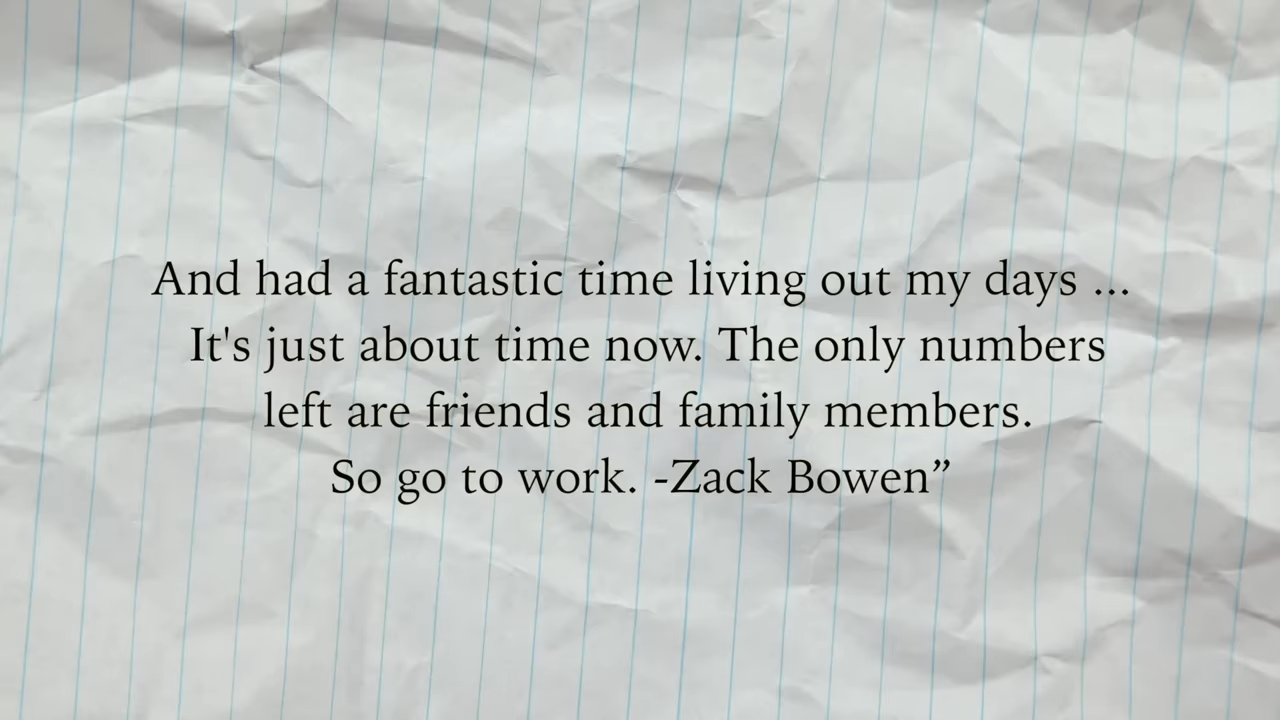 And had a fantastic time living out my days ...
It's just about time now. The only numbers
left are friends and family members.
So go to work. -Zack Bowen”